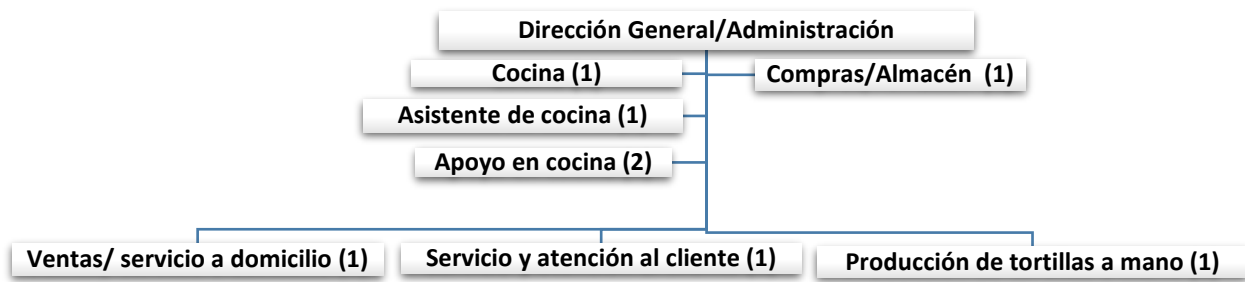 Dirección General/Administración
Cocina (1)
Compras/Almacén (1)
Asistente de cocina (1)
Apoyo en cocina (2)
Ventas/ servicio a domicilio (1)
Servicio y atención al cliente (1)
Producción de tortillas a mano (1)